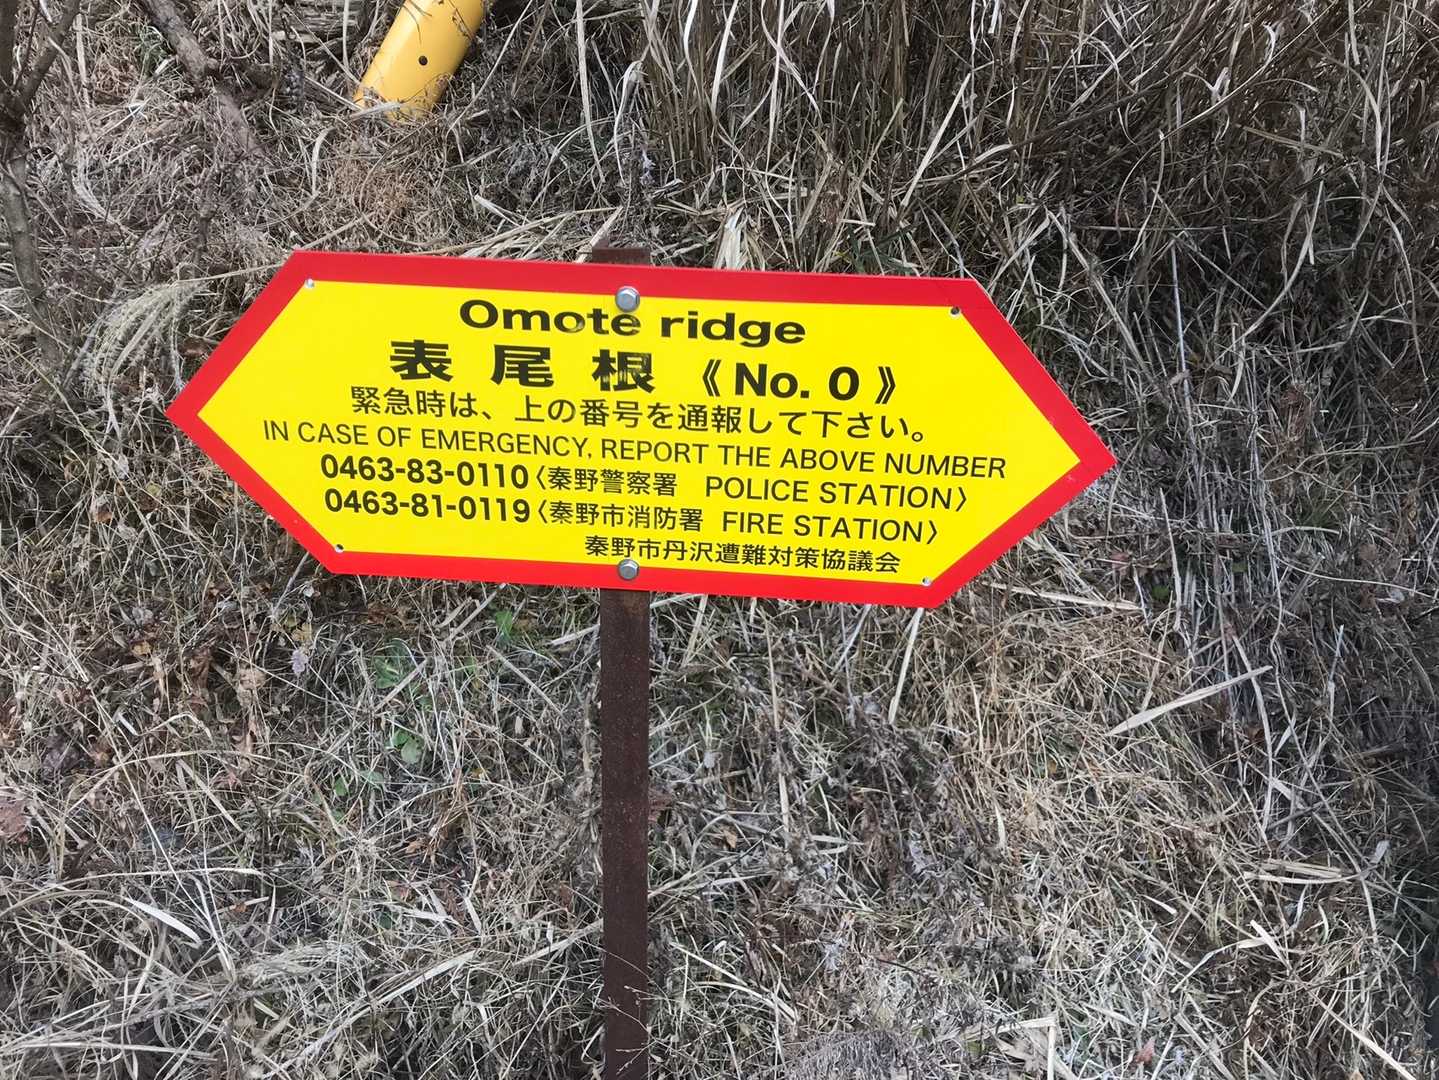 Omote ridge
表尾根《No. 0》
緊急時は、上の番号を通報して下さい。
IN CASE OF EMERGENCY, REPORT THE ABOVE NUMBER
0463-83-0110〈秦野警察署 POLICE STATION〉
0463-81-0119〈秦野市消防署 FIRE STATION〉
秦野市丹沢遭難対策協議会